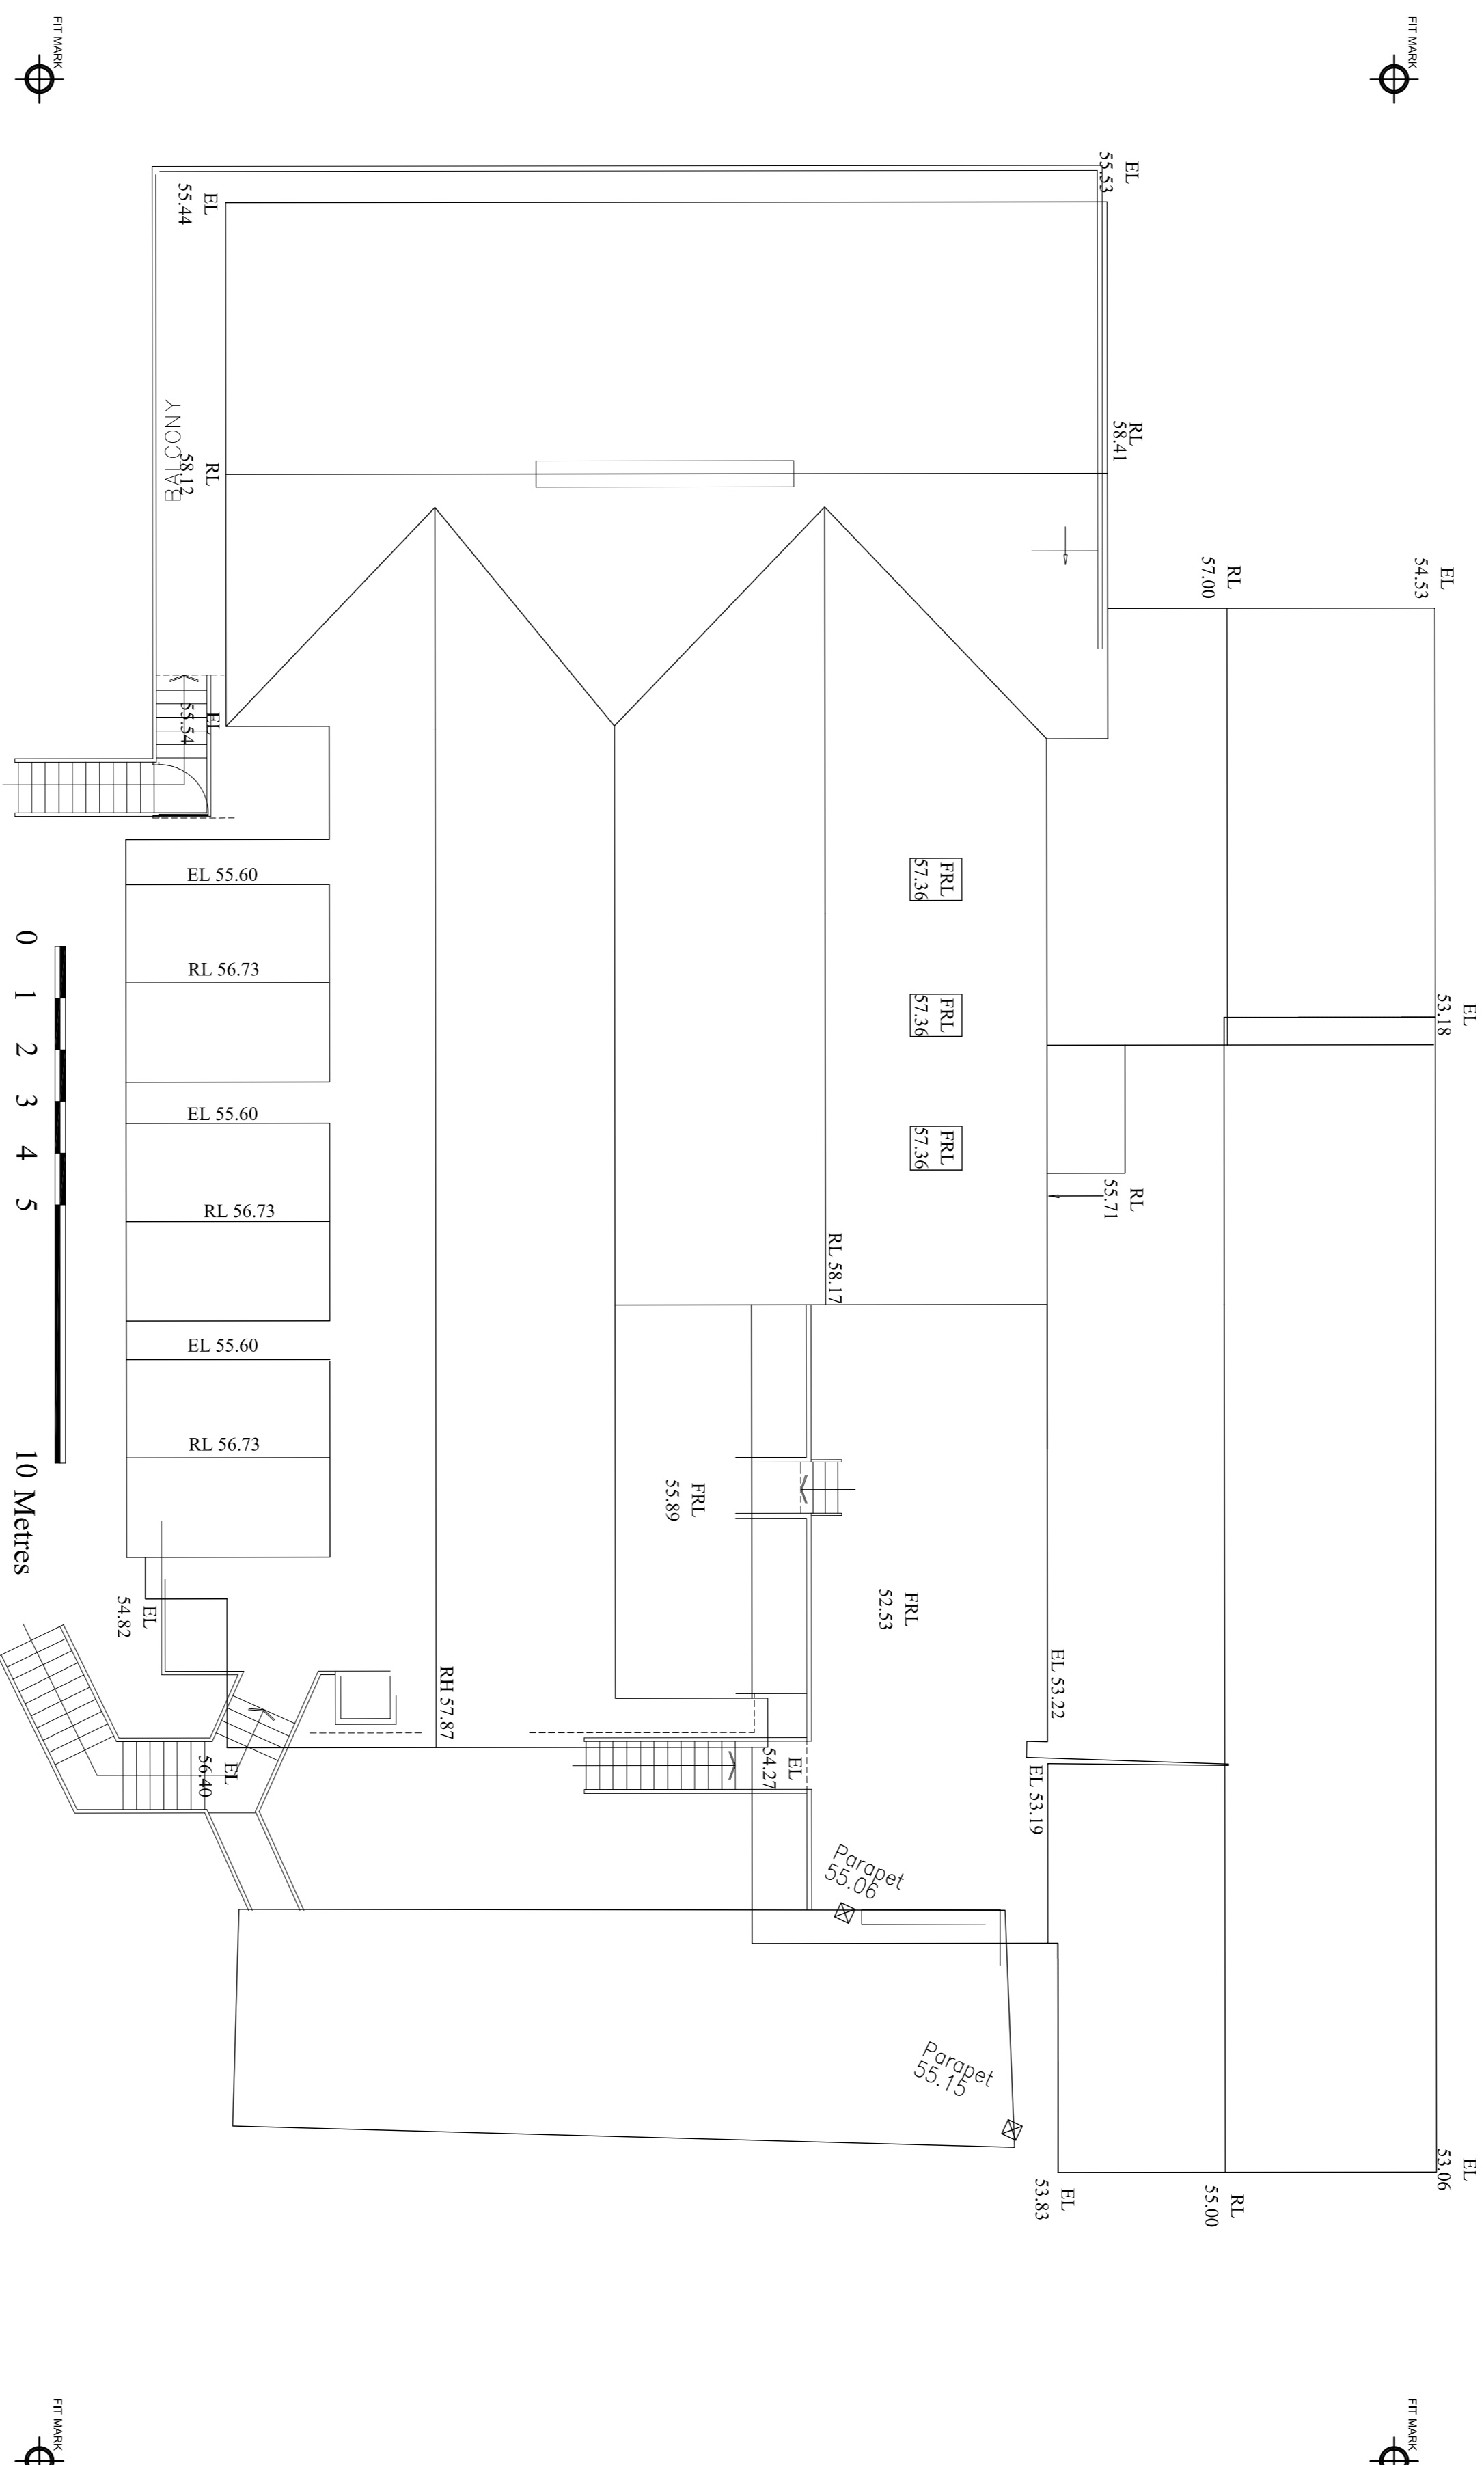 FIT MARK
FIT MARK
EL
55.53
EL
55.44
RL
58.41
BALCONY
RL
58.12
EL
54.53
RL
57.00
EL
55.54
EL 55.60
FRL
57.36
RL 56.73
FRL
57.36
EL
53.18
EL 55.60
FRL
57.36
RL
55.71
RL 56.73
RL 58.17
EL 55.60
RL 56.73
FRL
55.89
FRL
52.53
EL
54.82
EL 53.22
RH 57.87
EL
56.40
EL
54.27
EL 53.19
Parapet
55.06
Parapet
55.15
EL
53.06
EL
53.83
RL
55.00
0 1 2 3 4 5 10 Metres
FIT MARK
FIT MARK